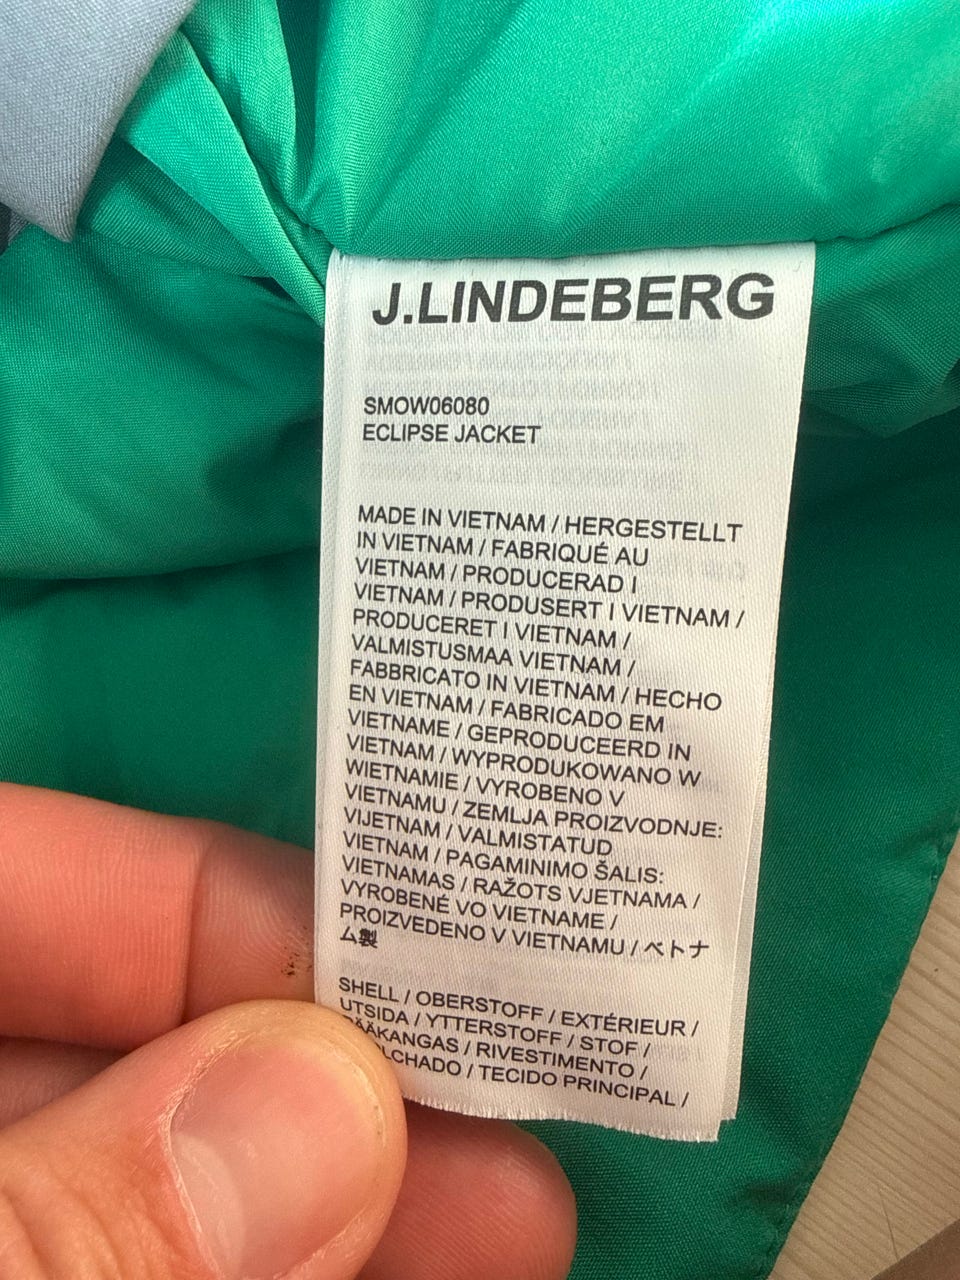 J.LINDEBERG
SMOW06080
ECLIPSE JACKET
MADE IN VIETNAM / HERGESTELLT
IN VIETNAM / FABRIQUÉ AU
VIETNAM / PRODUCERAD I
VIETNAM / PRODUSERT I VIETNAM /
PRODUCERET I VIETNAM /
VALMISTUSMAA VIETNAM /
FABBRICATO IN VIETNAM / HECHO
EN VIETNAM / FABRICADO EM
VIETNAME / GEPRODUCEERD IN
VIETNAM / WYPRODUKOWANO W
WIETNAMIE / VYROBENO V
VIETNAMU / ZEMLJA PROIZVODNJE:
VIJETNAM / VALMISTATUD
VIETNAM / PAGAMINIMO ŠALIS:
VIETNAMAS / RAŽOTS VJETNAMA /
VYROBENÉ VO VIETNAME /
PROIZVEDENO V VIETNAMU / ベトナ
ム製
SHELL / OBERSTOFF / EXTÉRIEUR /
UTSIDA / YTTERSTOFF / STOF /
/ RIVESTIMENTO /
/ TECIDO PRINCIPAL /